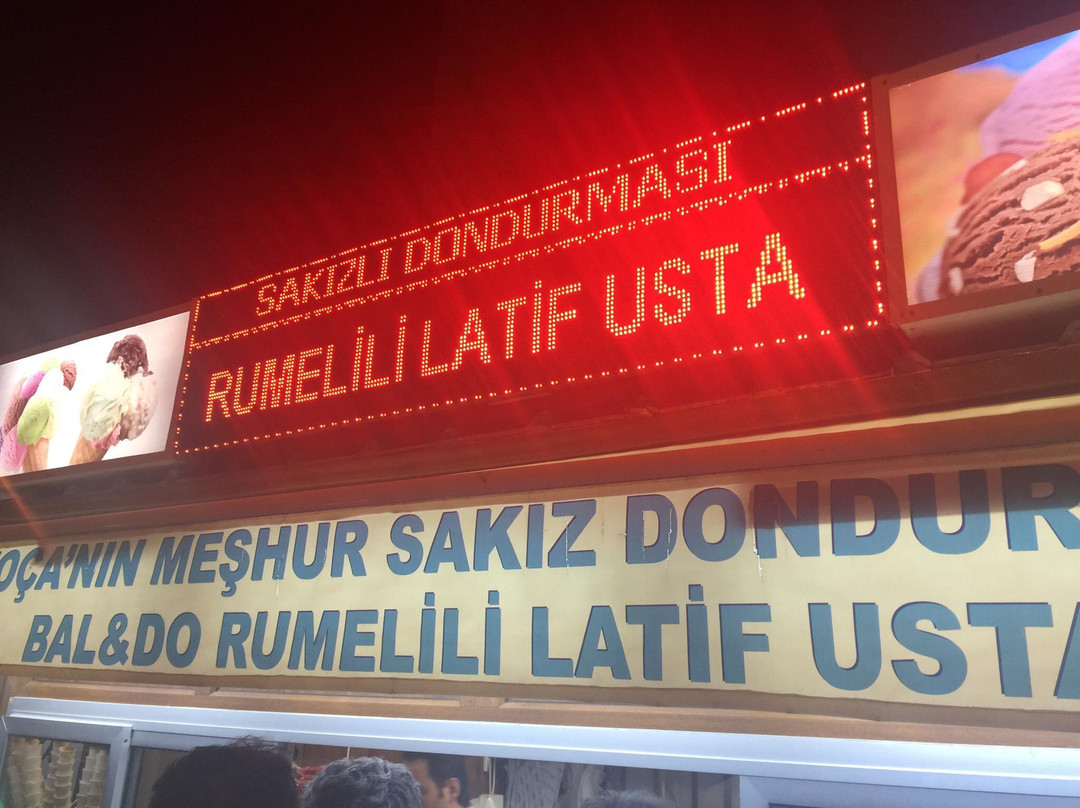 SAKIZLI DONDURMASI
RUMELİLİ LATİF USTA
OÇA'NIN MEŞHUR SAKIZ DONDUR
BAL&DO RUMELİLİ LATİF USTA